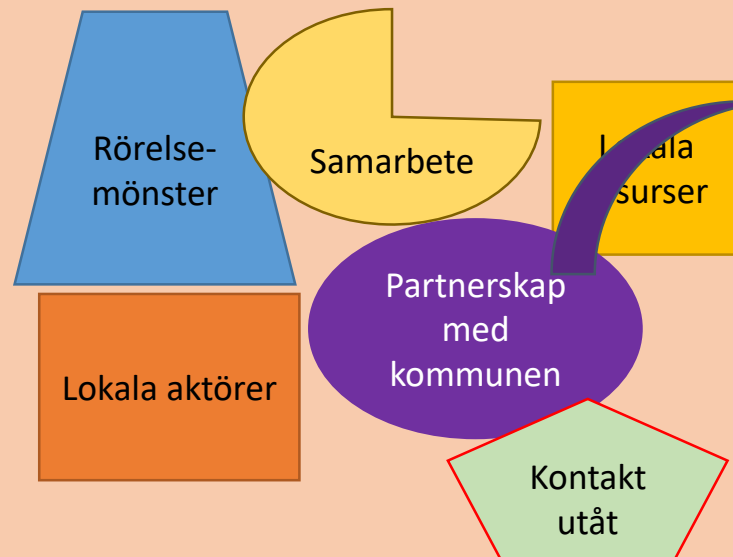 Rörelse-
mönster
Samarbete
Lokala aktörer
Partnerskap
med
kommunen
Kontakt
utåt